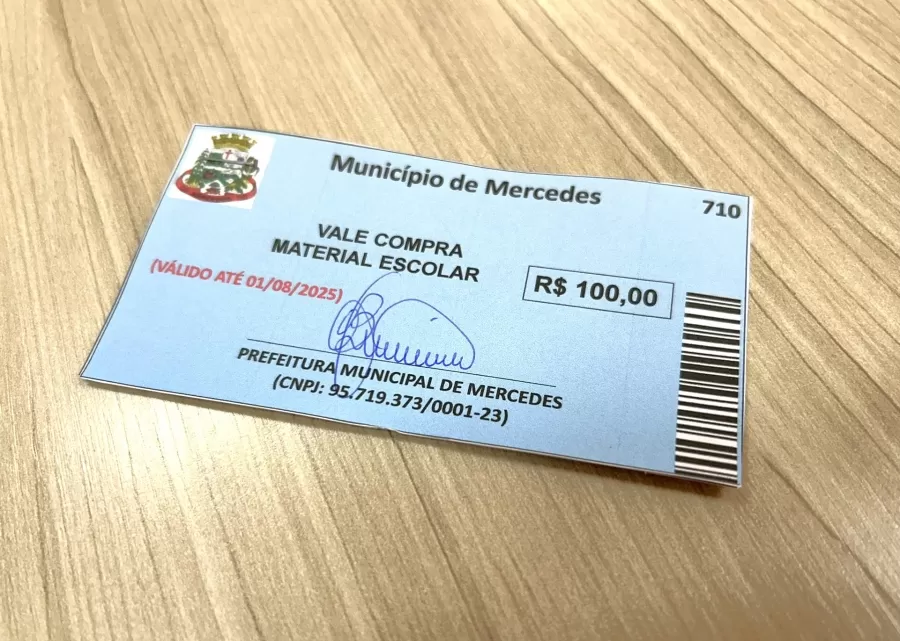 Município de Mercedes
710
VALE COMPRA
MATERIAL ESCOLAR
(VÁLIDO ATÉ 01/08/2025)
R$ 100,00
PREFEITURA MUNICIPAL DE MERCEDES
(CNPJ: 95.719.373/0001-23)